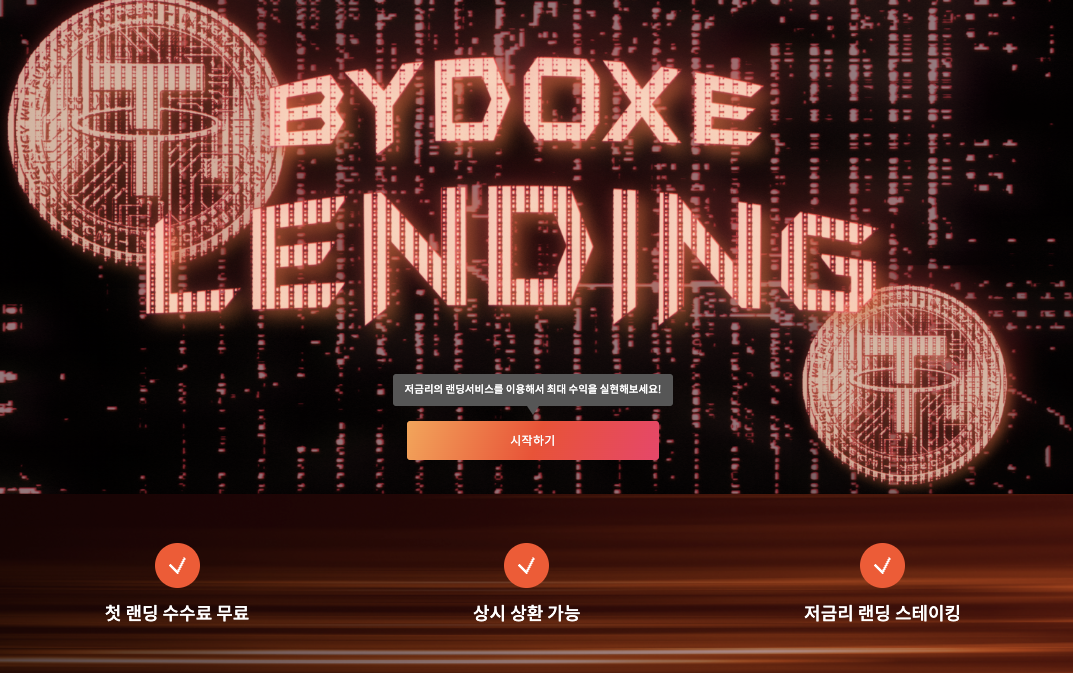 BYDOXE
LENDING
저금리의 랜딩서비스를 이용해서 최대 수익을 실현해보세요!
시작하기
첫 랜딩 수수료 무료
상시 상환 가능
저금리 랜딩 스테이킹